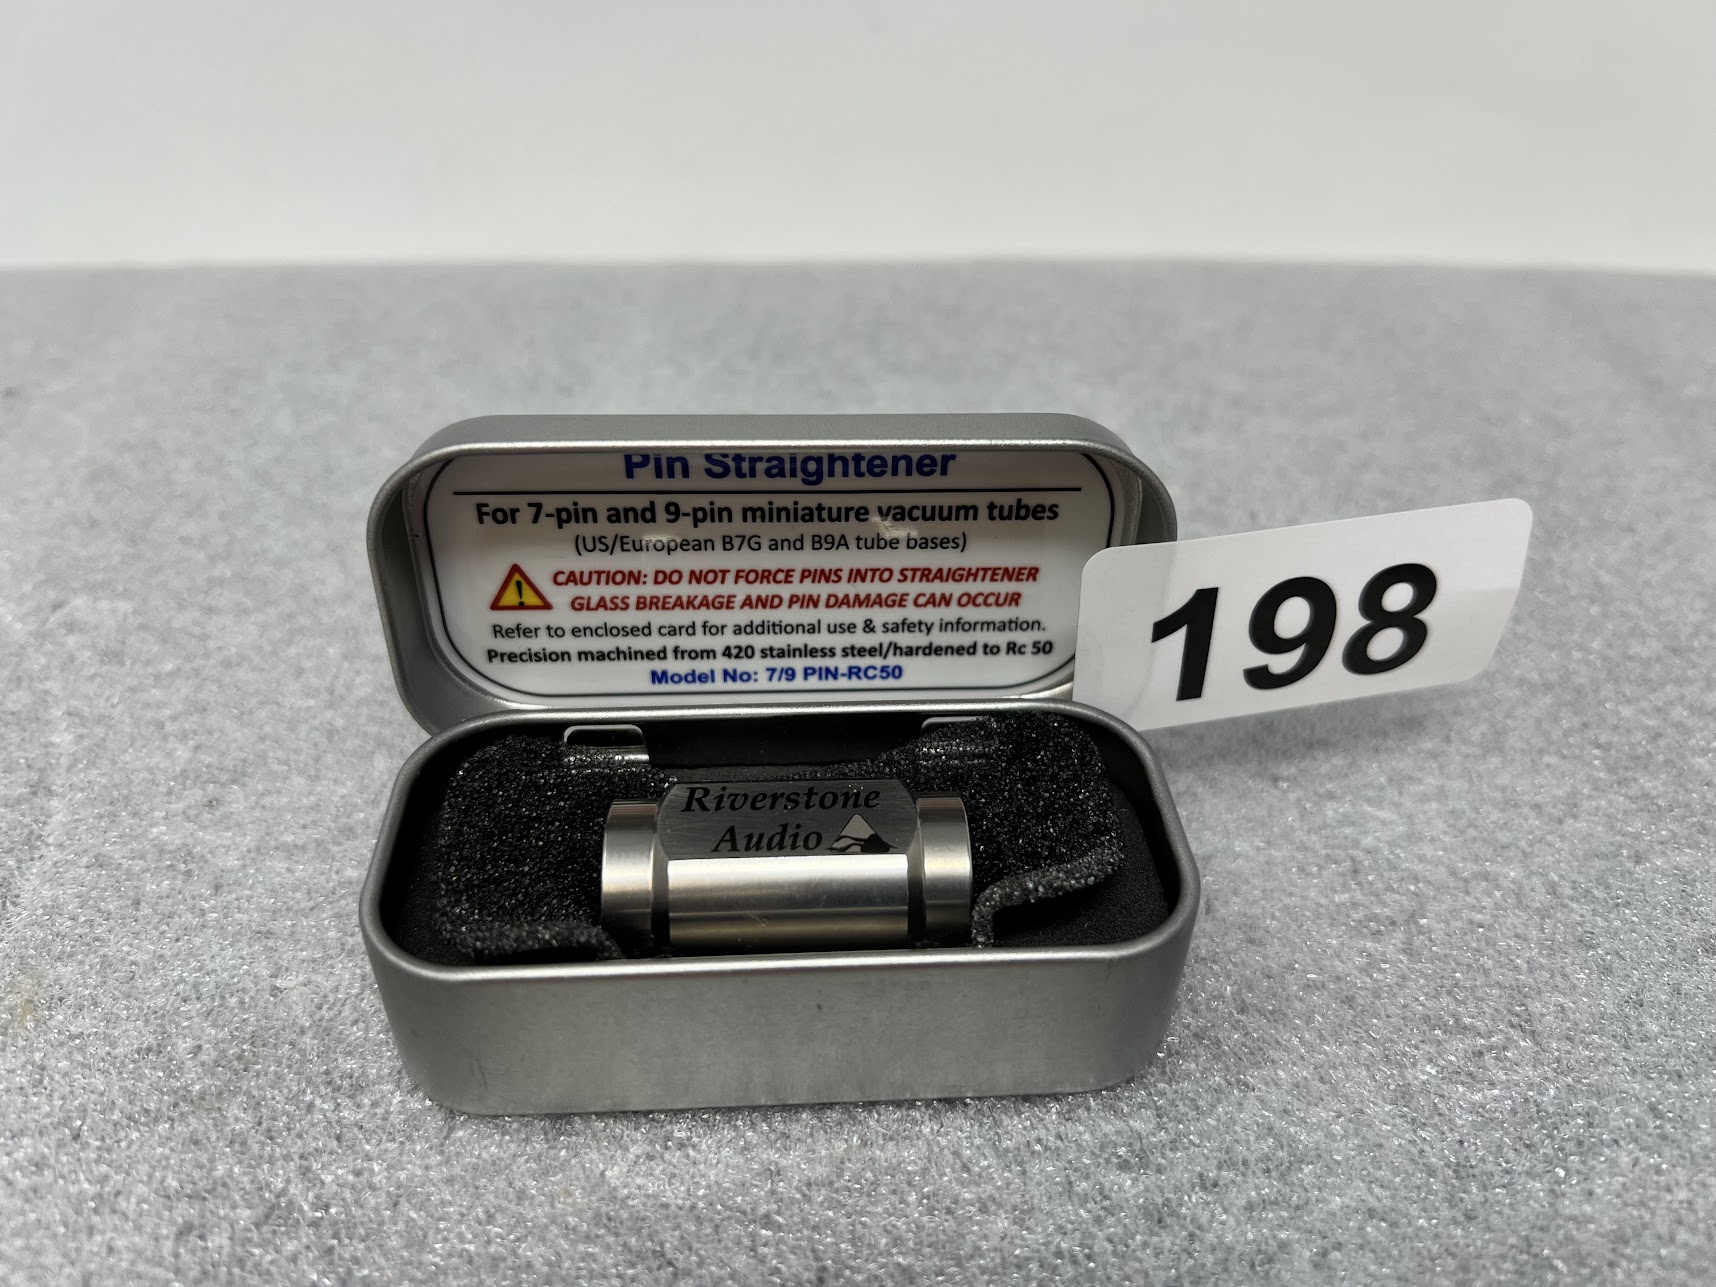 Pin Straightener
For 7-pin and 9-pin miniature vacuum tubes
(US/European B7G and B9A tube bases)
CAUTION: DO NOT FORCE PINS INTO STRAIGHTENER
GLASS BREAKAGE AND PIN DAMAGE CAN OCCUR
Refer to enclosed card for additional use & safety information.
Precision machined from 420 stainless steel/hardened to Rc 50
Model No: 7/9 PIN-RC50
198
Riverstone
Audio